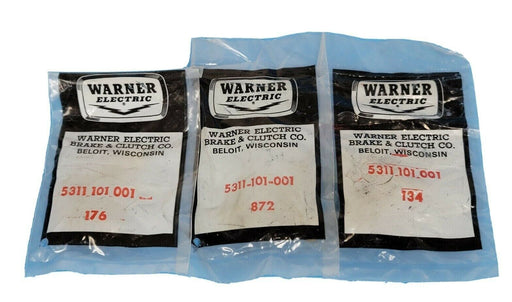 WARNER
ELECTRIC
WARNER ELECTRIC
BRAKE & CLUTCH CO.
BELOIT, WISCONSIN
5311 101 001
176
WARNER
ELECTRIC
WARNER ELECTRIC
BRAKE & CLUTCH CO.
BELOIT, WISCONSIN
5311-101-001
872
WARNER
ELECTRIC
WARNER ELECTRIC
BRAKE & CLUTCH CO.
BELOIT, WISCONSIN
5311 101 001
134